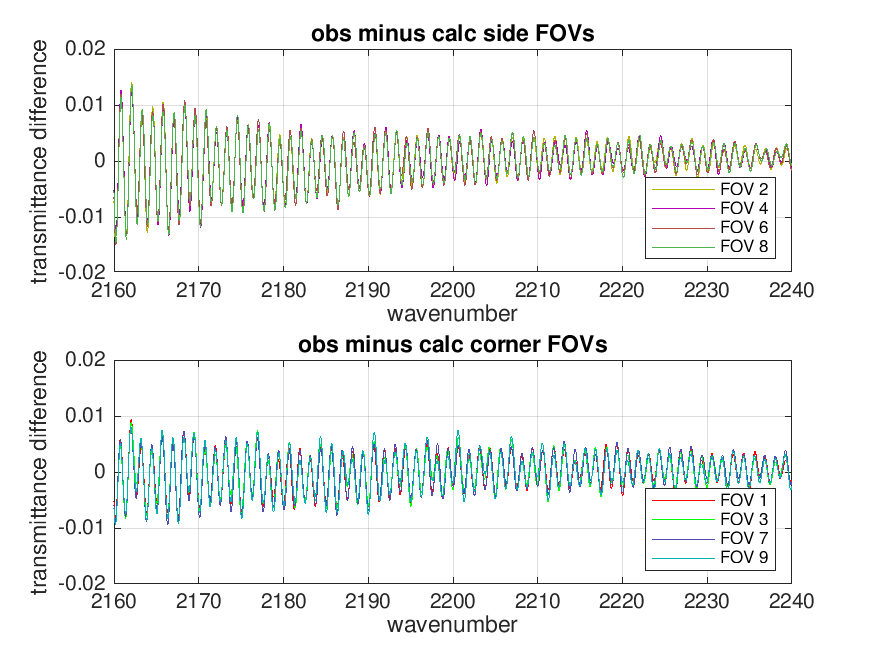 obs minus calc side FOVs
transmittance difference
0.02
0.01
0
-0.01
-0.02
FOV 2
FOV 4
FOV 6
FOV 8
2160 2170 2180 2190 2200 2210 2220 2230 2240
wavenumber
obs minus calc corner FOVs
transmittance difference
0.02
0.01
0
-0.01
-0.02
FOV 1
FOV 3
FOV 7
FOV 9
2160 2170 2180 2190 2200 2210 2220 2230 2240
wavenumber